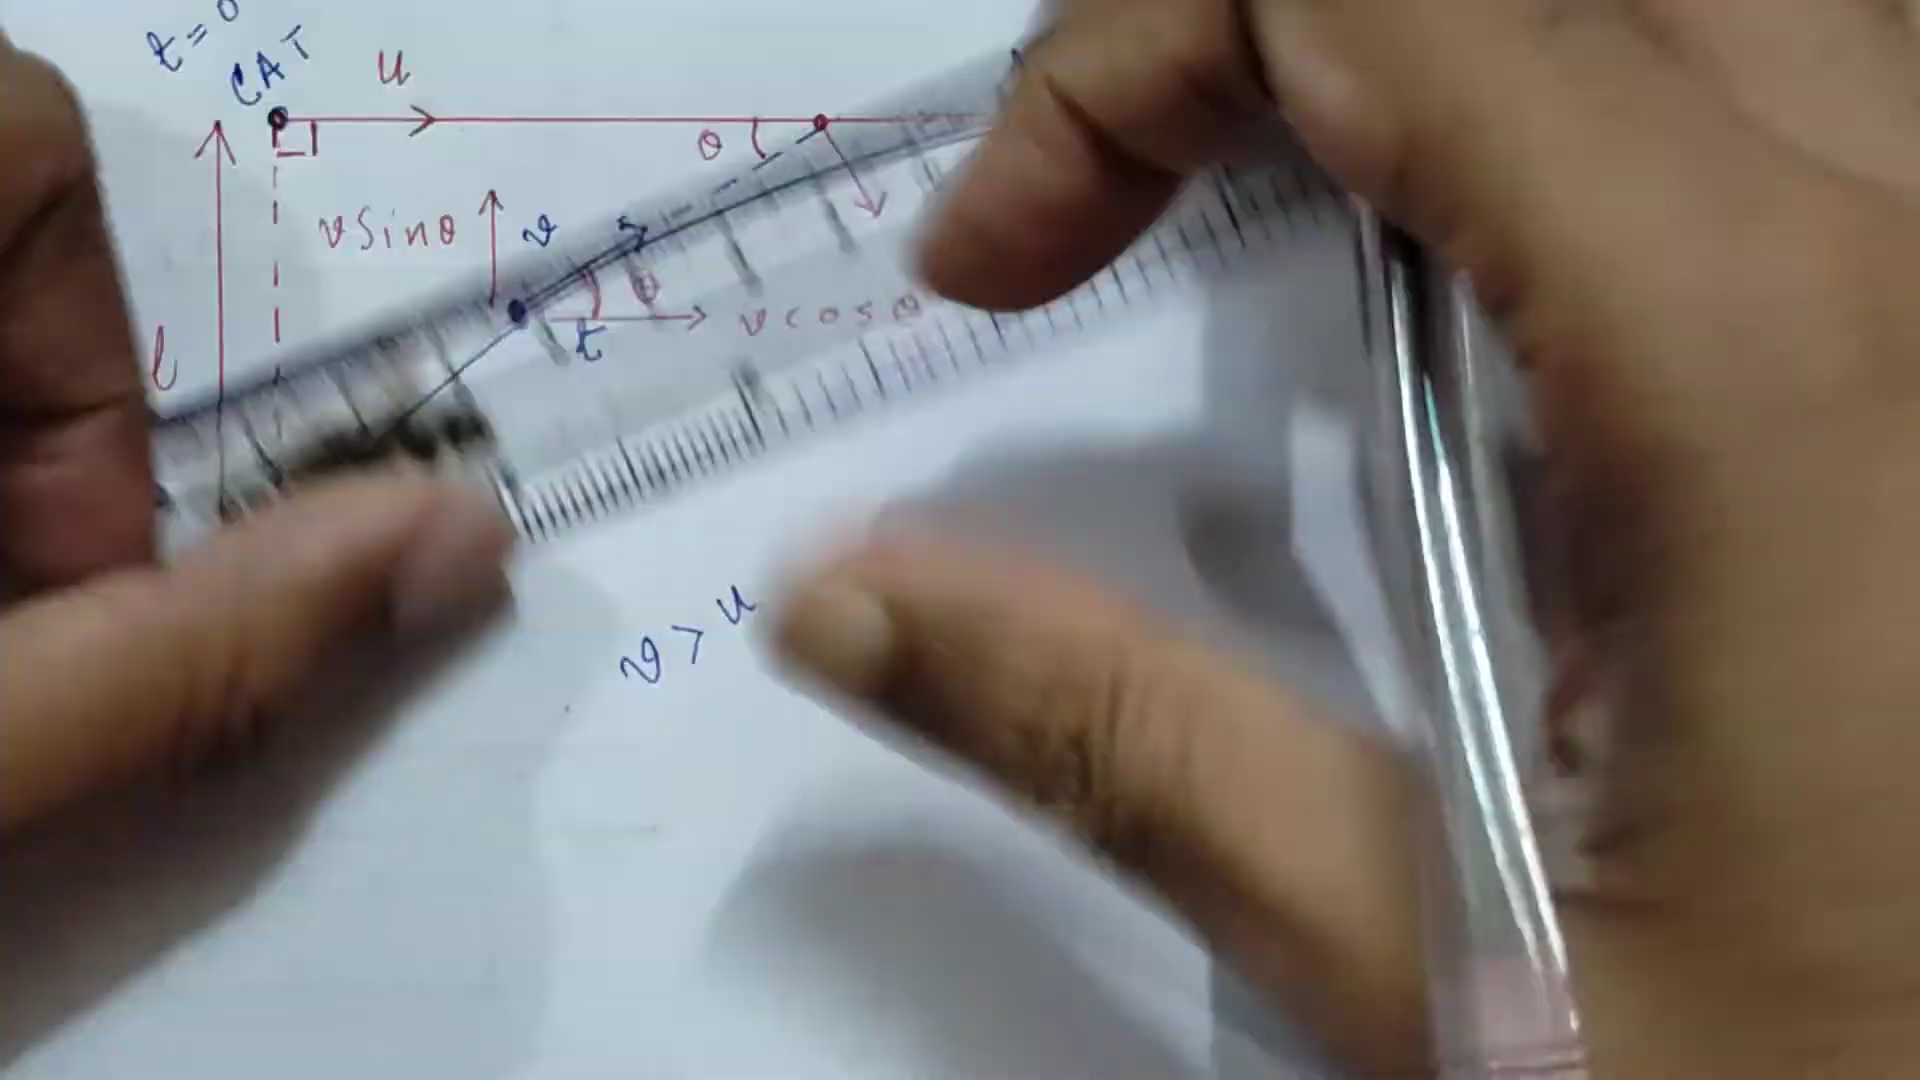 t=0
CAT
u
θ
v sinθ
v
θ
v cosθ
t
l
v > u